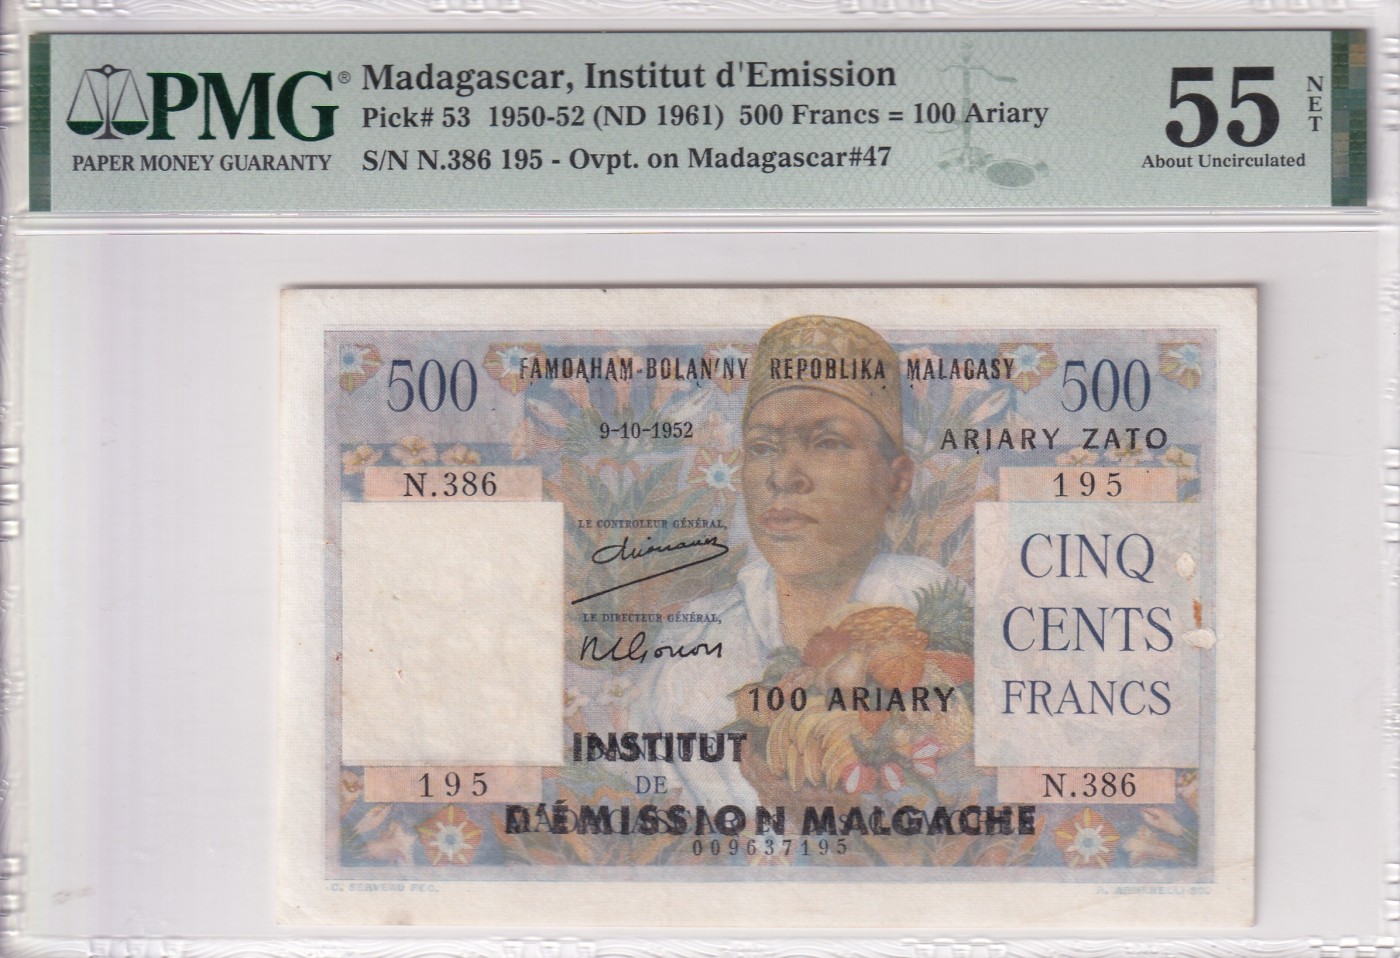 PMG®
PAPER MONEY GUARANTY
Madagascar, Institut d'Emission
Pick# 53 1950-52 (ND 1961) 500 Francs = 100 Ariary
S/N N.386 195 - Ovpt. on Madagascar#47
55
NET
About Uncirculated
500
FAMOAHAM-BOLAN'NY REPOBLIKA MALAGASY
500
9-10-1952
ARIARY ZATO
N.386
195
LE CONTROLEUR GÉNÉRAL,
CINQ
CENTS
FRANCS
LE DIRECTEUR GÉNÉRAL,
100 ARIARY
INSTITUT
DE
195
N.386
D'ÉMISSION MALGACHE
009637195
C. SERVEAU FEC.